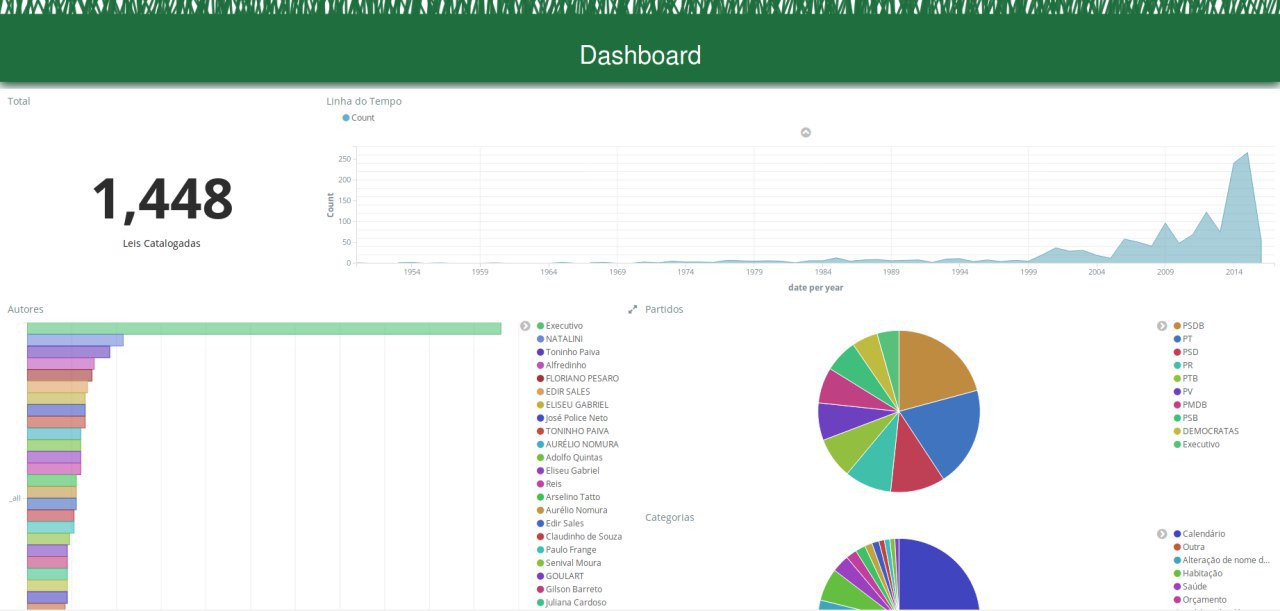 Dashboard
Total
1,448
Leis Catalogadas
Linha do Tempo
Count
Count
250
200
150
100
50
0
1954
1959
1964
1969
1974
1979
1984
1989
1994
1999
2004
2009
2014
date per year
Autores
_all
Executivo
NATALINI
Toninho Paiva
Alfredinho
FLORIANO PESARO
EDIR SALES
ELISEU GABRIEL
José Police Neto
TONINHO PAIVA
AURÉLIO NOMURA
Adolfo Quintas
Eliseu Gabriel
Reis
Arselino Tatto
Aurélio Nomura
Edir Sales
Claudinho de Souza
Paulo Frange
Senival Moura
GOULART
Gilson Barreto
Juliana Cardoso
Partidos
PSDB
PT
PSD
PR
PTB
PV
PMDB
PSB
DEMOCRATAS
Executivo
Categorias
Calendário
Outra
Alteração de nome d...
Habitação
Saúde
Orçamento